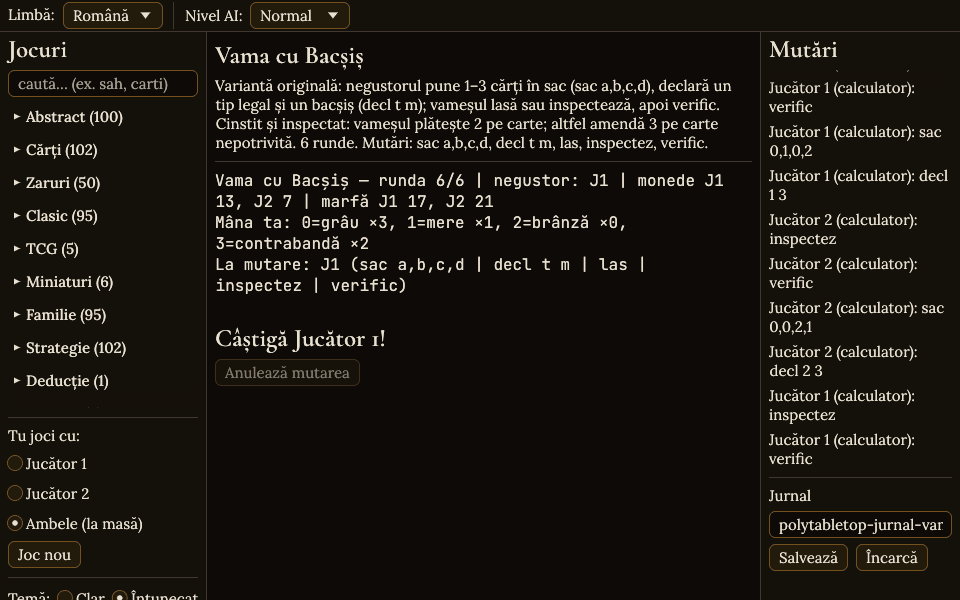 Limbă:
Română
Nivel AI:
Normal
Jocuri
caută... (ex. sah, carti)
Abstract (100)
Cărți (102)
Zaruri (50)
Clasic (95)
TCG (5)
Miniaturi (6)
Familie (95)
Strategie (102)
Deducție (1)
Tu joci cu:
Jucător 1
Jucător 2
Ambele (la masă)
Joc nou
Temă:
Clar
Întunecat
Vama cu Bacșiș
Variantă originală: negustorul pune 1–3 cărți în sac (sac a,b,c,d), declară un
tip legal și un bacșiș (decl t m); vameșul lasă sau inspectează, apoi verific.
Cinstit și inspectat: vameșul plătește 2 pe carte; altfel amendă 3 pe carte
nepotrivită. 6 runde. Mutări: sac a,b,c,d, decl t m, las, inspectez, verific.
Vama cu Bacșiș — runda 6/6 | negustor: J1 | monede J1
13, J2 7 | marfă J1 17, J2 21
Mâna ta: 0=grâu ×3, 1=mere ×1, 2=brânză ×0,
3=contrabandă ×2
La mutare: J1 (sac a,b,c,d | decl t m | las |
inspectez | verific)
Câștigă Jucător 1!
Anulează mutarea
Mutări
Jucător 1 (calculator):
verific
Jucător 1 (calculator): sac
0,1,0,2
Jucător 1 (calculator): decl
1 3
Jucător 2 (calculator):
inspectez
Jucător 2 (calculator):
verific
Jucător 2 (calculator): sac
0,0,2,1
Jucător 2 (calculator):
decl 2 3
Jucător 1 (calculator):
inspectez
Jucător 1 (calculator):
verific
Jurnal
polytabletop-jurnal-var
Salvează
Încarcă